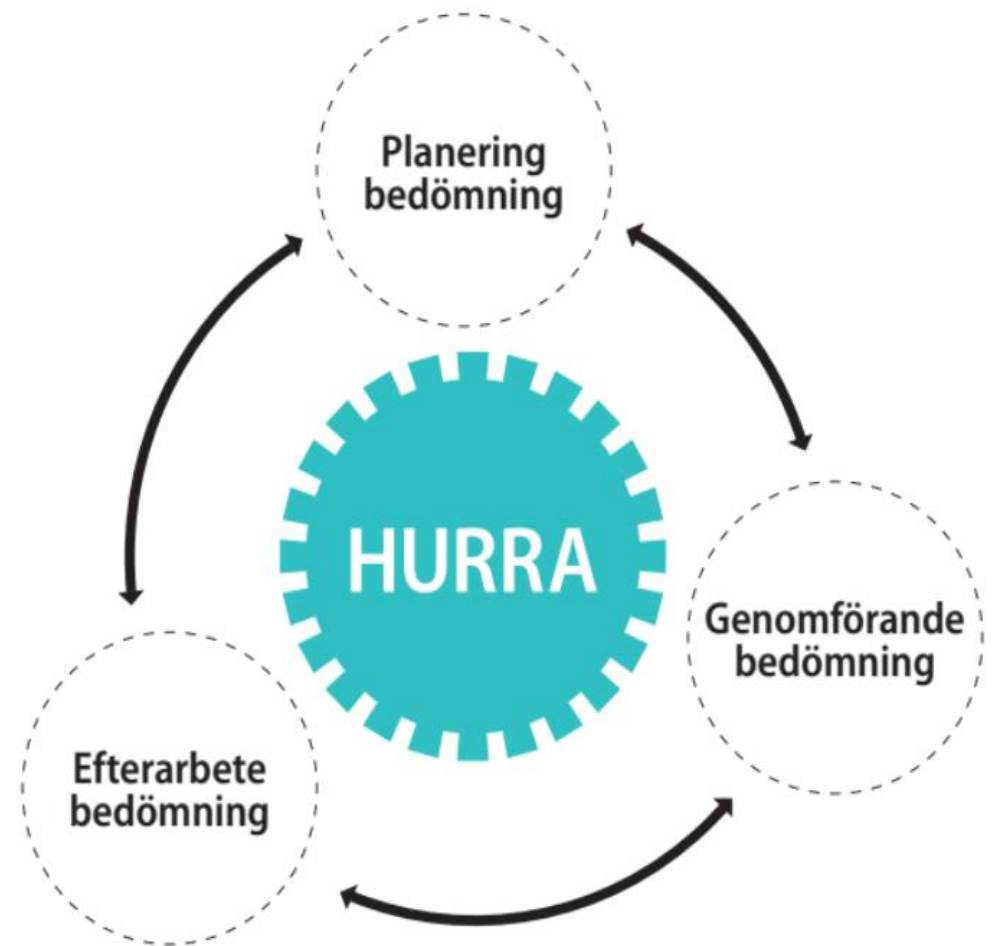 Planering
bedömning
HURRA
Genomförande
bedömning
Efterarbete
bedömning